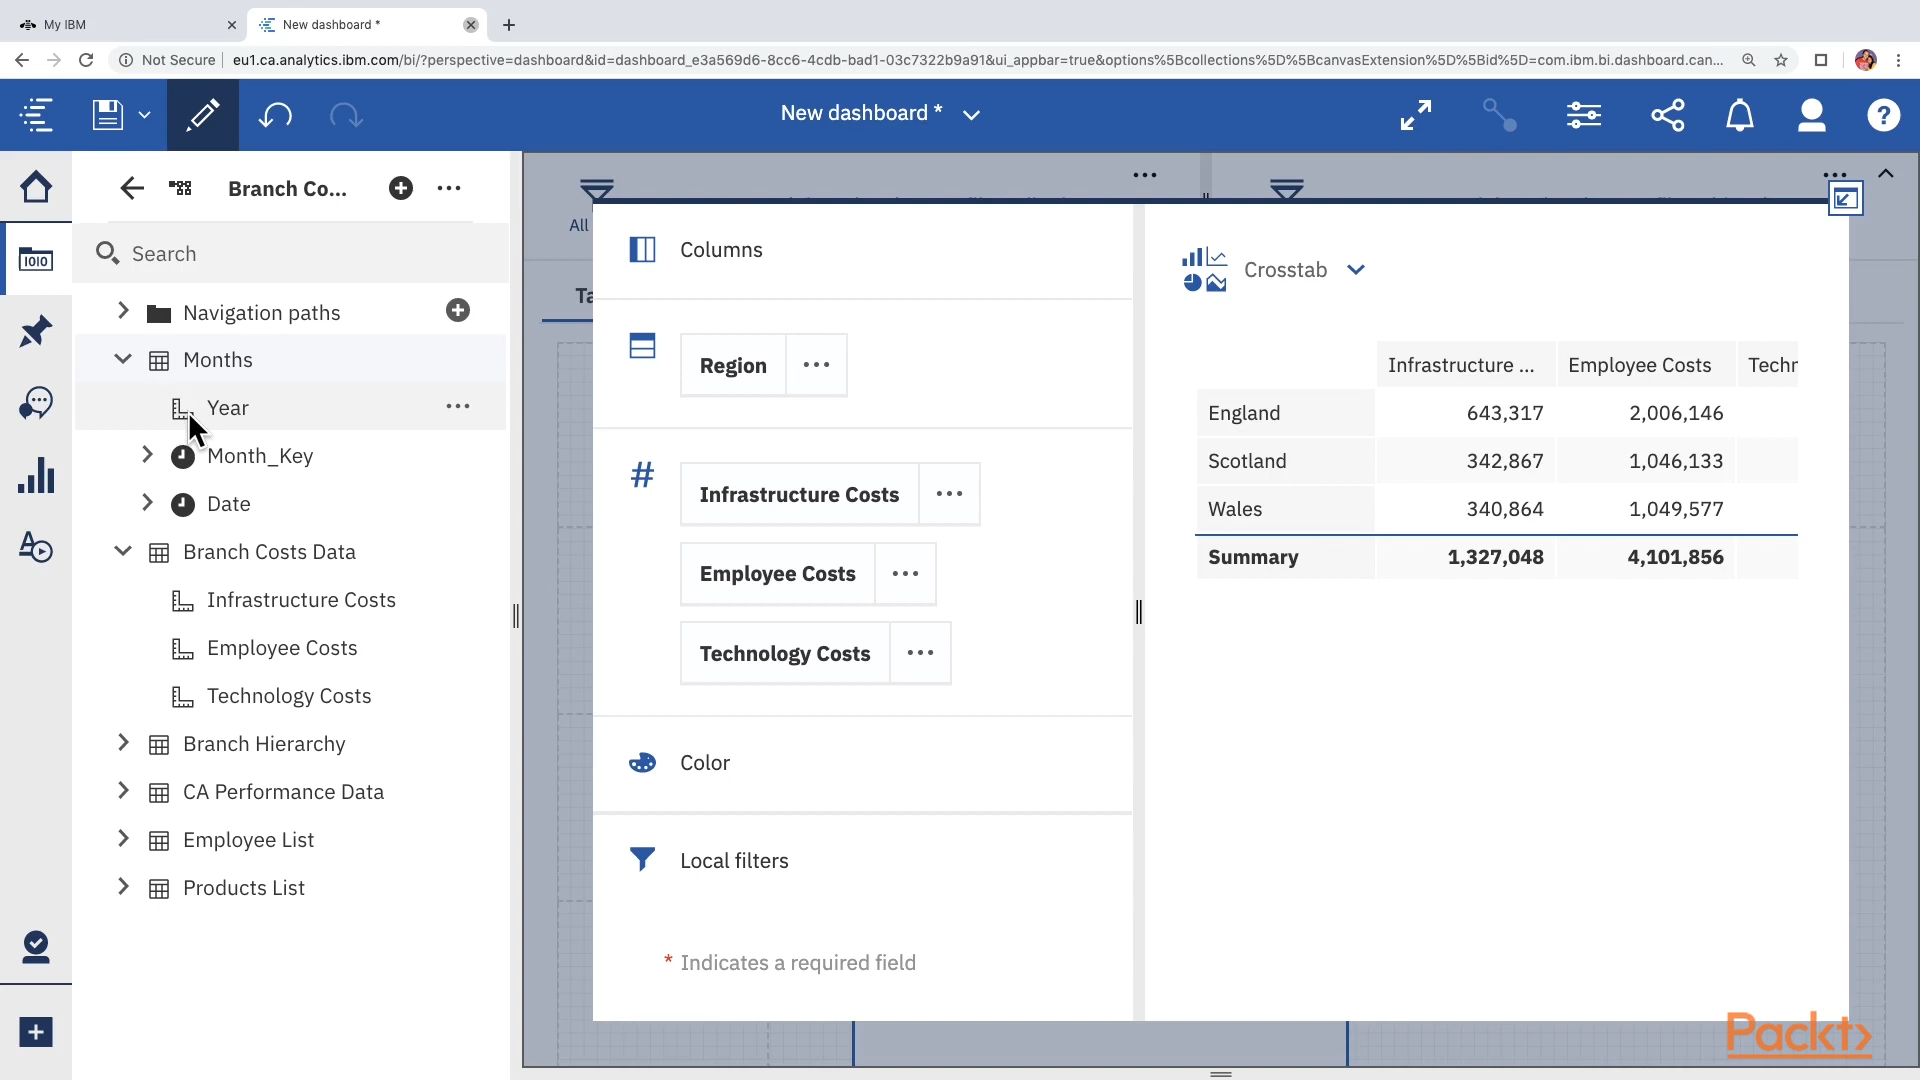 My IBM
New dashboard *
Not Secure
eu1.ca.analytics.ibm.com/bi/?perspective=dashboard&id=dashboard_e3a569d6-8cc6-4cdb-bad1-03c7322b9a91&ui_appbar=true&options%5Bcollections%5D%5BcanvasExtension%5D%5Bid%5D=com.ibm.bi.dashboard.can...
New dashboard *
Branch Co...
Search
Navigation paths
Months
Year
Month_Key
Date
Branch Costs Data
Infrastructure Costs
Employee Costs
Technology Costs
Branch Hierarchy
CA Performance Data
Employee List
Products List
All
Ta
Columns
Region
Infrastructure Costs
Employee Costs
Technology Costs
Color
Local filters
* Indicates a required field
Crosstab
Infrastructure ... Employee Costs Techn
England 643,317 2,006,146
Scotland 342,867 1,046,133
Wales 340,864 1,049,577
Summary 1,327,048 4,101,856
Packt>